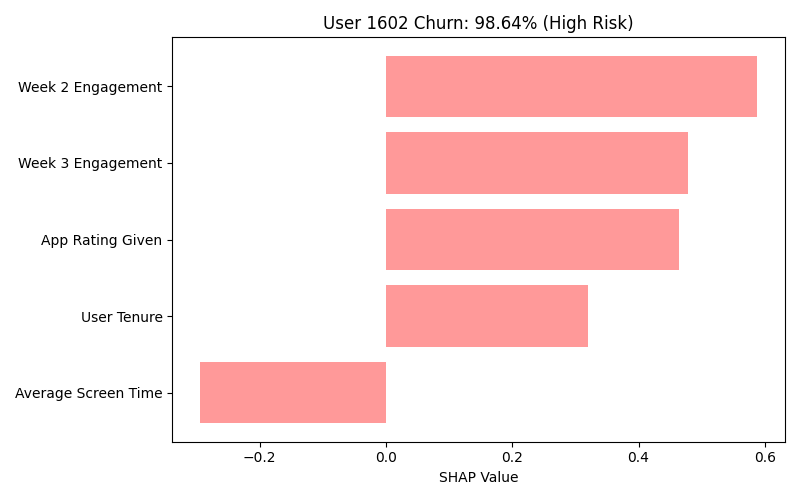 User 1602 Churn: 98.64% (High Risk)
Week 2 Engagement
Week 3 Engagement
App Rating Given
User Tenure
Average Screen Time
−0.2 0.0 0.2 0.4 0.6
SHAP Value